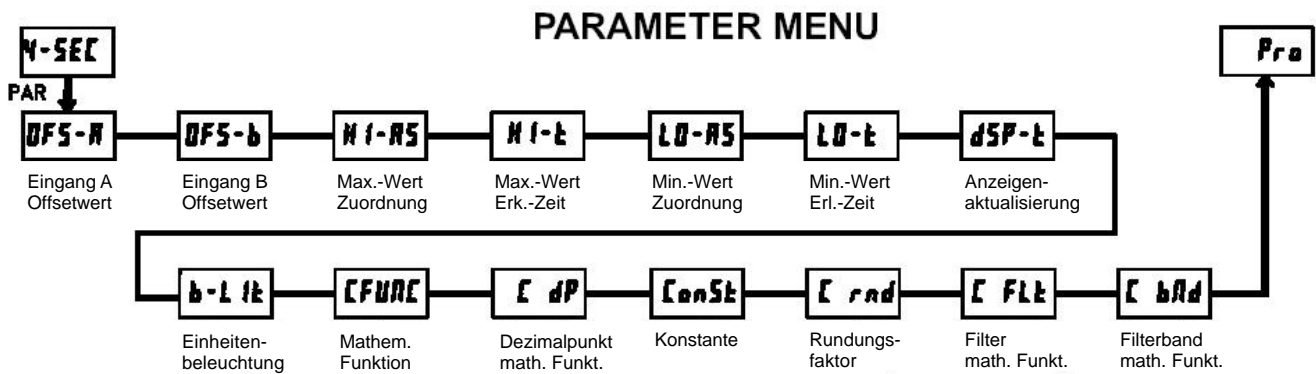 PARAMETER MENU
4-SEC
Pro
PAR
OFS-A
OFS-b
HI-AS
HI-t
LO-AS
LO-t
dSP-t
Eingang A
Offsetwert
Eingang B
Offsetwert
Max.-Wert
Zuordnung
Max.-Wert
Erk.-Zeit
Min.-Wert
Zuordnung
Min.-Wert
Erl.-Zeit
Anzeigen-
aktualisierung
b-LIt
CFUNC
C dP
ConSt
C rnd
C FLt
C bNd
Einheiten-
beleuchtung
Mathem.
Funktion
Dezimalpunkt
math. Funkt.
Konstante
Rundungs-
faktor
Filter
math. Funkt.
Filterband
math. Funkt.